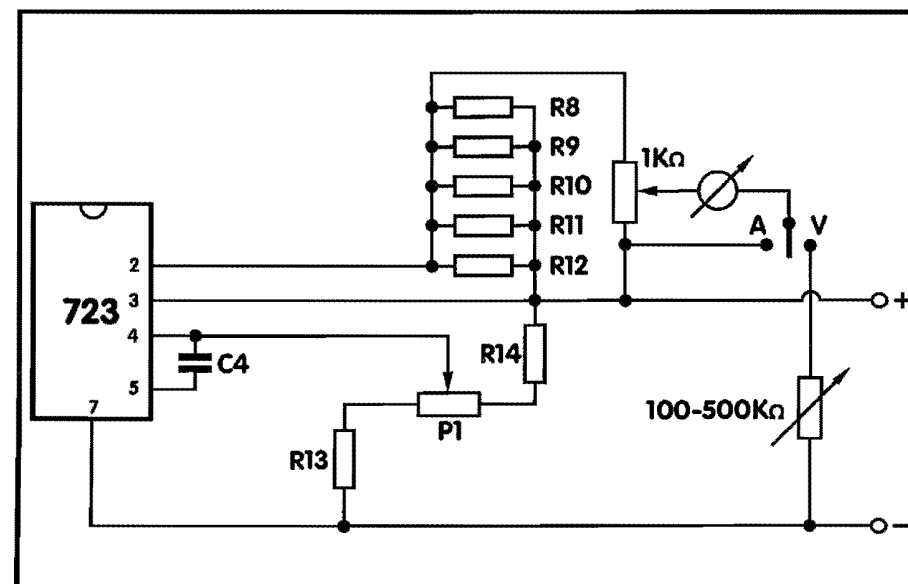 R8
R9
1KΩ
R10
A V
R11
2 R12
723
3 +
4 R14
C4
5
7 P1 100-500KΩ
R13
−